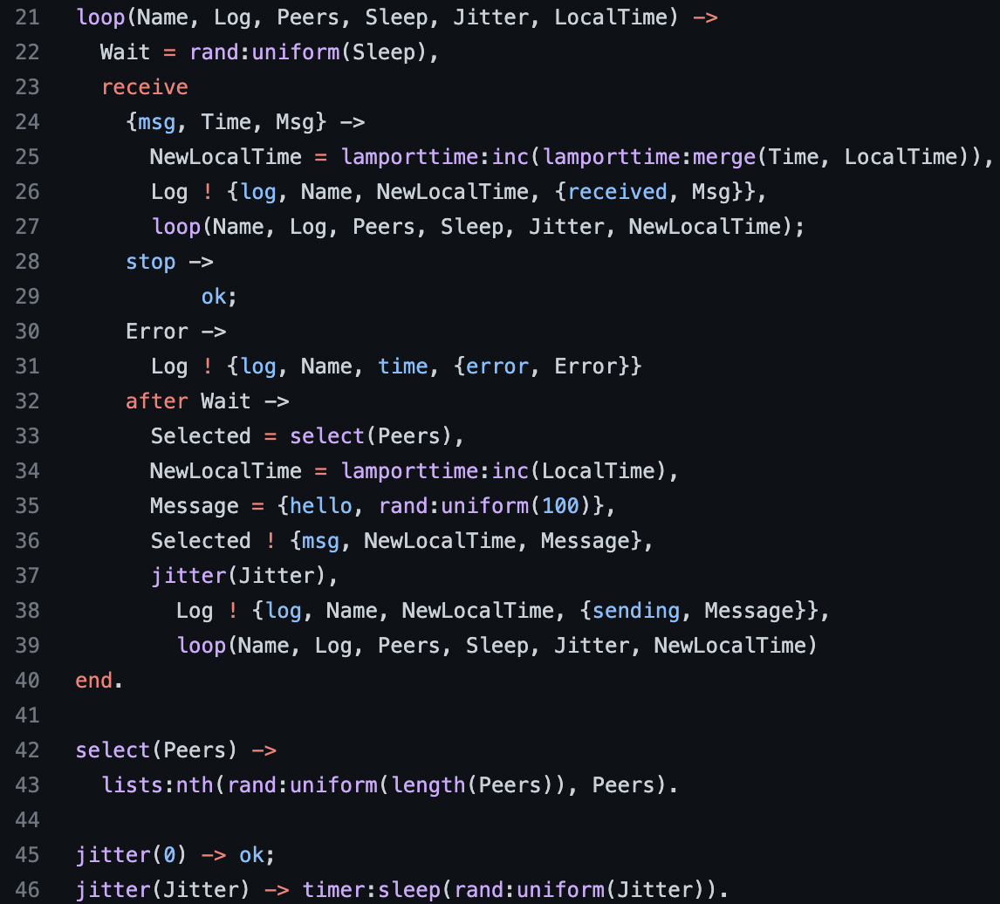 21 loop(Name, Log, Peers, Sleep, Jitter, LocalTime) ->
22   Wait = rand:uniform(Sleep),
23   receive
24     {msg, Time, Msg} ->
25       NewLocalTime = lamporttime:inc(lamporttime:merge(Time, LocalTime)),
26       Log ! {log, Name, NewLocalTime, {received, Msg}},
27       loop(Name, Log, Peers, Sleep, Jitter, NewLocalTime);
28     stop ->
29           ok;
30     Error ->
31       Log ! {log, Name, time, {error, Error}}
32     after Wait ->
33       Selected = select(Peers),
34       NewLocalTime = lamporttime:inc(LocalTime),
35       Message = {hello, rand:uniform(100)},
36       Selected ! {msg, NewLocalTime, Message},
37       jitter(Jitter),
38         Log ! {log, Name, NewLocalTime, {sending, Message}},
39         loop(Name, Log, Peers, Sleep, Jitter, NewLocalTime)
40 end.
41
42 select(Peers) ->
43   lists:nth(rand:uniform(length(Peers)), Peers).
44
45 jitter(0) -> ok;
46 jitter(Jitter) -> timer:sleep(rand:uniform(Jitter)).